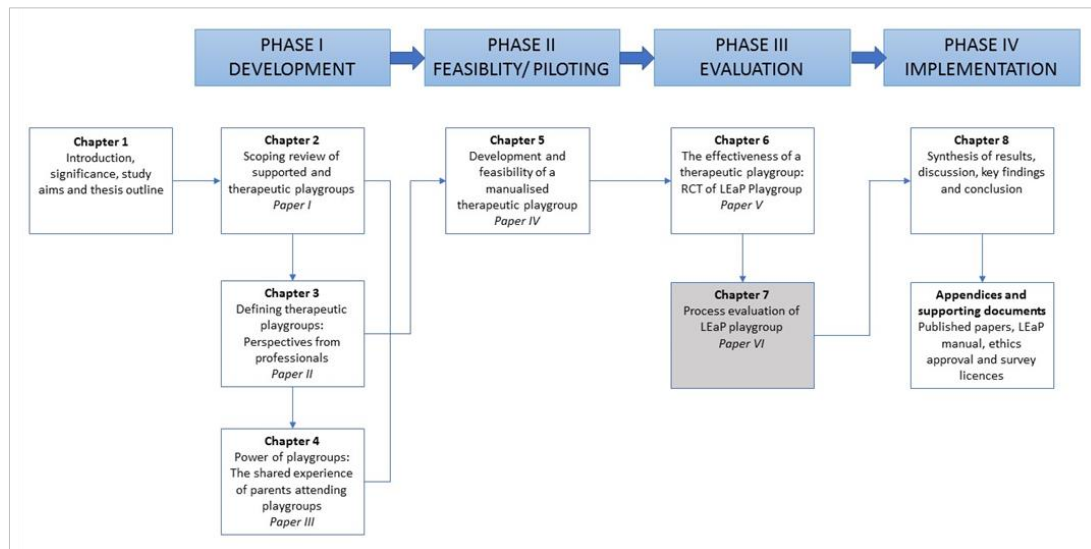 PHASE I
DEVELOPMENT
PHASE II
FEASIBLITY/ PILOTING
PHASE III
EVALUATION
PHASE IV
IMPLEMENTATION
Chapter 1
Introduction,
significance, study
aims and thesis outline
Chapter 2
Scoping review of
supported and
therapeutic playgroups
Paper I
Chapter 3
Defining therapeutic
playgroups:
Perspectives from
professionals
Paper II
Chapter 4
Power of playgroups:
The shared experience
of parents attending
playgroups
Paper III
Chapter 5
Development and
feasibility of a
manualised
therapeutic playgroup
Paper IV
Chapter 6
The effectiveness of a
therapeutic playgroup:
RCT of LEaP Playgroup
Paper V
Chapter 7
Process evaluation of
LEaP playgroup
Paper VI
Chapter 8
Synthesis of results,
discussion, key findings
and conclusion
Appendices and
supporting documents
Published papers, LEaP
manual, ethics
approval and survey
licences